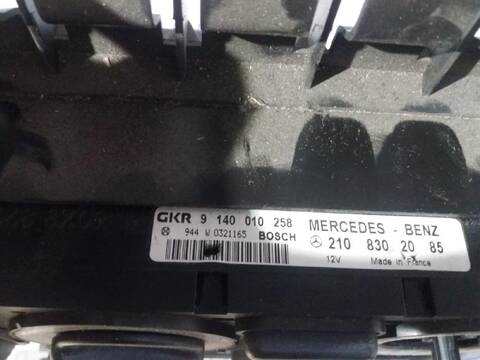 GKR 9 140 010 258
944 W 0321165 BOSCH
MERCEDES - BENZ
210 830 20 85
12V Made in France